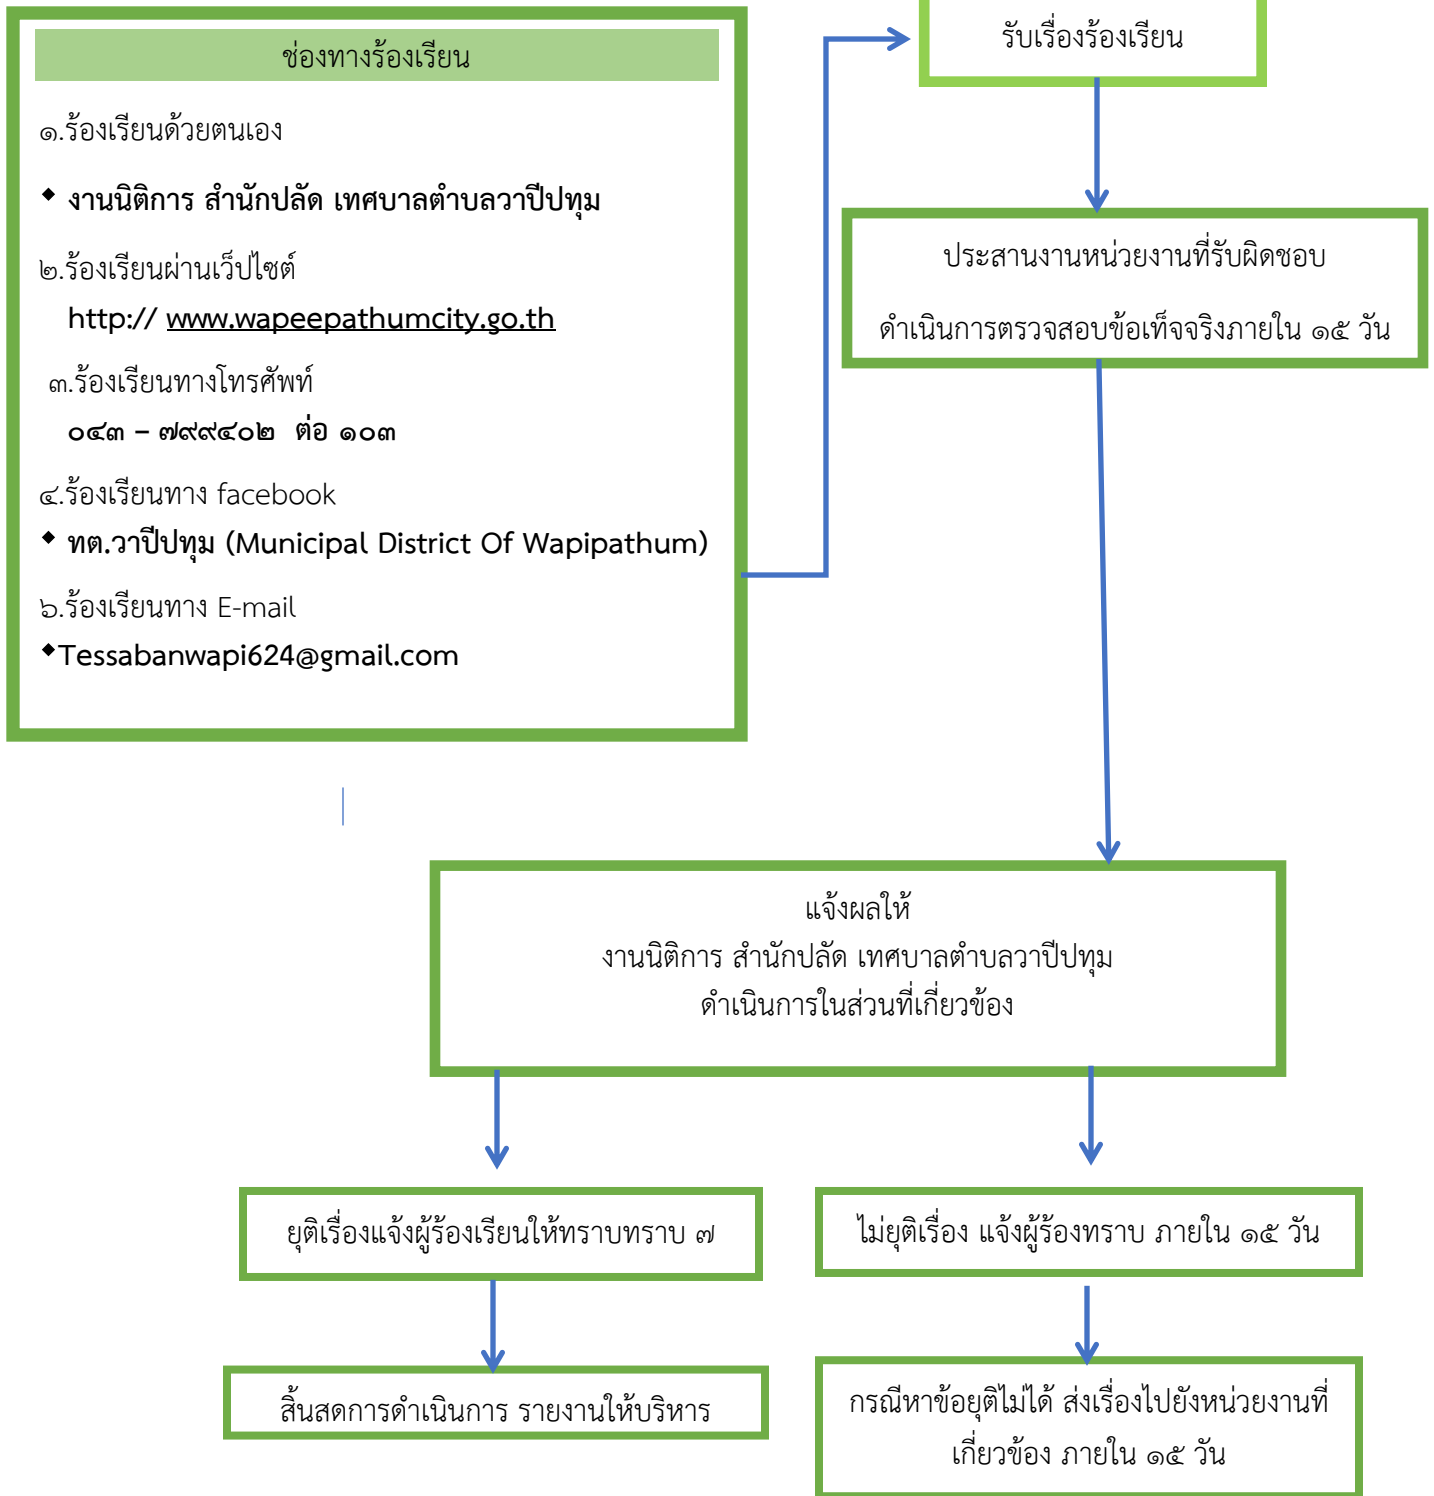 ช่องทางร้องเรียน
๑.ร้องเรียนด้วยตนเอง
◆ งานนิติการ สำนักปลัด เทศบาลตำบลวาปีปทุม
๒.ร้องเรียนผ่านเว็ปไซต์
http:// www.wapeepathumcity.go.th
๓.ร้องเรียนทางโทรศัพท์
๐๔๓ – ๗๙๙๔๐๒ ต่อ ๑๐๓
๔.ร้องเรียนทาง facebook
◆ ทต.วาปีปทุม (Municipal District Of Wapipathum)
๖.ร้องเรียนทาง E-mail
◆Tessabanwapi624@gmail.com
รับเรื่องร้องเรียน
ประสานงานหน่วยงานที่รับผิดชอบ
ดำเนินการตรวจสอบข้อเท็จจริงภายใน ๑๕ วัน
แจ้งผลให้
งานนิติการ สำนักปลัด เทศบาลตำบลวาปีปทุม
ดำเนินการในส่วนที่เกี่ยวข้อง
ยุติเรื่องแจ้งผู้ร้องเรียนให้ทราบทราบ ๗
ไม่ยุติเรื่อง แจ้งผู้ร้องทราบ ภายใน ๑๕ วัน
สิ้นสดการดำเนินการ รายงานให้บริหาร
กรณีหาข้อยุติไม่ได้ ส่งเรื่องไปยังหน่วยงานที่
เกี่ยวข้อง ภายใน ๑๕ วัน